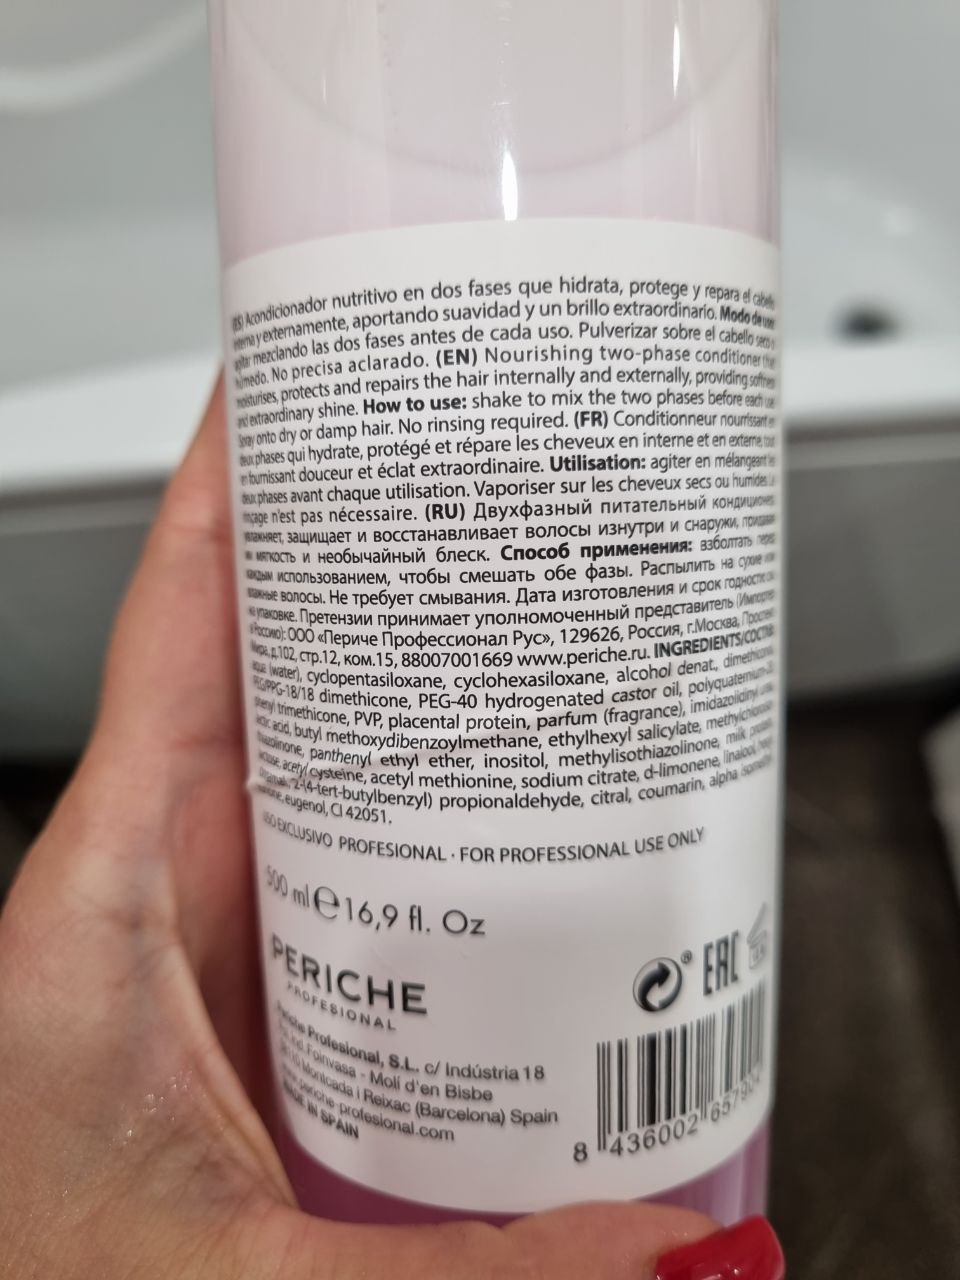 (ES) Acondicionador nutritivo en dos fases que hidrata, protege y repara el cabello
interna y externamente, aportando suavidad y un brillo extraordinario. Modo de uso:
agitar mezclando las dos fases antes de cada uso. Pulverizar sobre el cabello seco o
húmedo. No precisa aclarado. (EN) Nourishing two-phase conditioner that
moisturises, protects and repairs the hair internally and externally, providing softness
and extraordinary shine. How to use: shake to mix the two phases before each use.
Spray onto dry or damp hair. No rinsing required. (FR) Conditionneur nourrissant en
deux phases qui hydrate, protégé et répare les cheveux en interne et en externe, tout
en fournissant douceur et éclat extraordinaire. Utilisation: agiter en mélangeant les
deux phases avant chaque utilisation. Vaporiser sur les cheveux secs ou humides. Le
rinçage n'est pas nécessaire. (RU) Двухфазный питательный кондиционер
увлажняет, защищает и восстанавливает волосы изнутри и снаружи, придавая
им мягкость и необычайный блеск. Способ применения: взболтать перед
каждым использованием, чтобы смешать обе фазы. Распылить на сухие или
влажные волосы. Не требует смывания. Дата изготовления и срок годности см.
на упаковке. Претензии принимает уполномоченный представитель (Импортер
в Россию): ООО «Периче Профессионал Рус», 129626, Россия, г.Москва, Проспект
Мира, д.102, стр.12, ком.15, 88007001669 www.periche.ru. INGREDIENTS/СОСТАВ:
aqua (water), cyclopentasiloxane, cyclohexasiloxane, alcohol denat., dimethicone,
PEG/PPG-18/18 dimethicone, PEG-40 hydrogenated castor oil,
phenyl trimethicone, PVP, placental protein, parfum (fragrance), imidazolidinyl urea,
lactic acid, butyl methoxydibenzoylmethane, ethylhexyl salicylate, methylchloroiso
thiazolinone, panthenyl ethyl ether, inositol, methylisothiazolinone, milk protein,
lactose, acetyl cysteine, acetyl methionine, sodium citrate, d-limonene, linalool, hexyl
cinnamal, 2-(4-tert-butylbenzyl) propionaldehyde, citral, coumarin, alpha isomethyl
ionone, eugenol, CI 42051.
USO EXCLUSIVO PROFESIONAL · FOR PROFESSIONAL USE ONLY
500 ml ℮ 16,9 fl. Oz
PERICHE
PROFESIONAL
EAC
Periche Profesional, S.L. c/ Indústria 18
Pol. Ind. Foinvasa - Molí d'en Bisbe
Montcada i Reixac (Barcelona) Spain
www.periche-profesional.com
MADE IN SPAIN
8 436002 657904